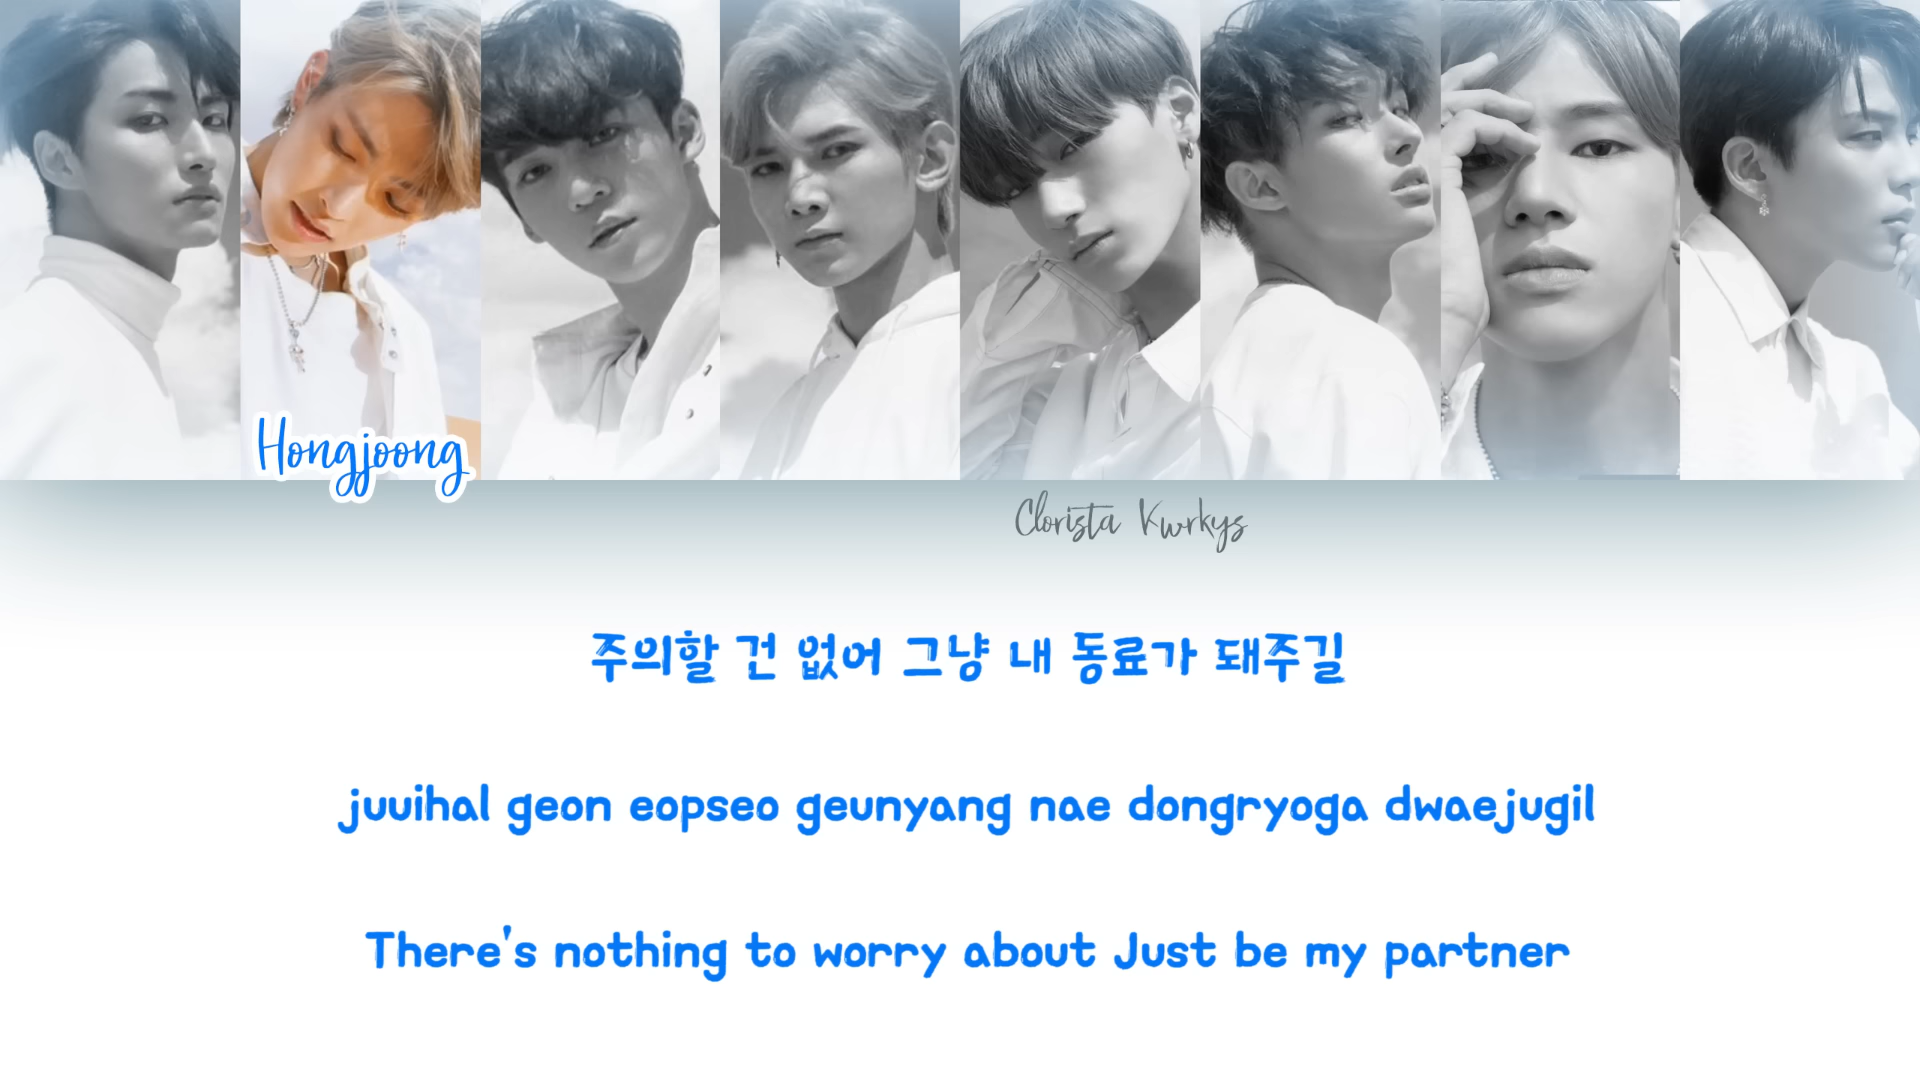 Hongjoong
Clorista Kwrkys
주의할 건 없어 그냥 내 동료가 돼주길
juuihal geon eopseo geunyang nae dongryoga dwaejugil
There's nothing to worry about Just be my partner